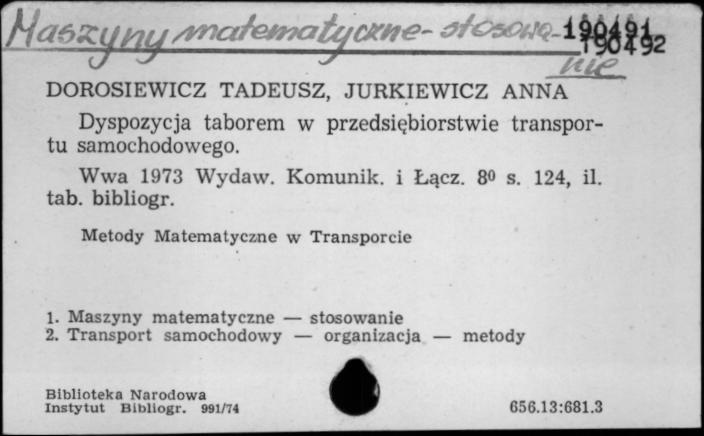 Maszyny matematyczne - stosowa- 190491
190492
nie
DOROSIEWICZ TADEUSZ, JURKIEWICZ ANNA
Dyspozycja taborem w przedsiębiorstwie transpor-
tu samochodowego.
Wwa 1973 Wydaw. Komunik. i Łącz. 8⁰ s. 124, il.
tab. bibliogr.
Metody Matematyczne w Transporcie
1. Maszyny matematyczne — stosowanie
2. Transport samochodowy — organizacja — metody
Biblioteka Narodowa
Instytut Bibliogr. 991/74
656.13:681.3